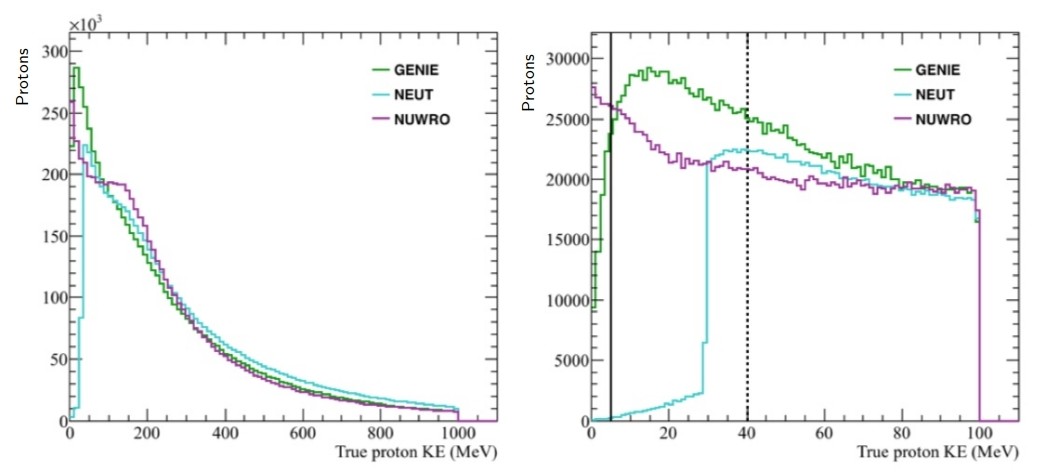 ×10³
Protons
300
250
200
150
100
50
0
0 200 400 600 800 1000
True proton KE (MeV)
GENIE
NEUT
NUWRO
Protons
30000
25000
20000
15000
10000
5000
0
0 20 40 60 80 100
True proton KE (MeV)
GENIE
NEUT
NUWRO